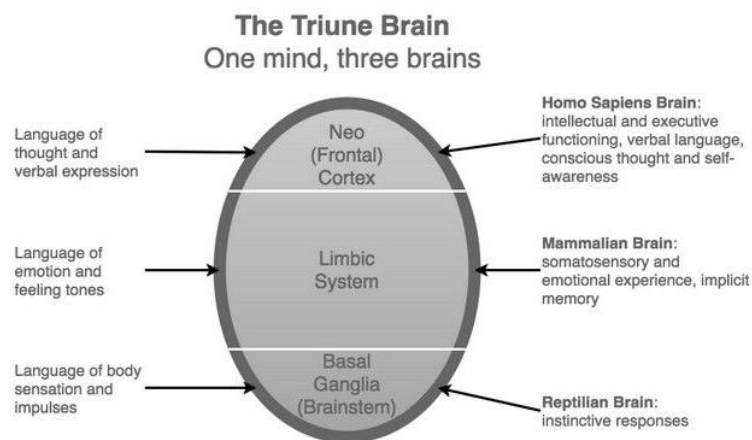 The Triune Brain
One mind, three brains
Language of
thought and
verbal expression
Neo
(Frontal)
Cortex
Homo Sapiens Brain:
intellectual and executive
functioning, verbal language,
conscious thought and self-
awareness
Language of
emotion and
feeling tones
Limbic
System
Mammalian Brain:
somatosensory and
emotional experience, implicit
memory
Language of body
sensation and
impulses
Basal
Ganglia
(Brainstem)
Reptilian Brain:
instinctive responses